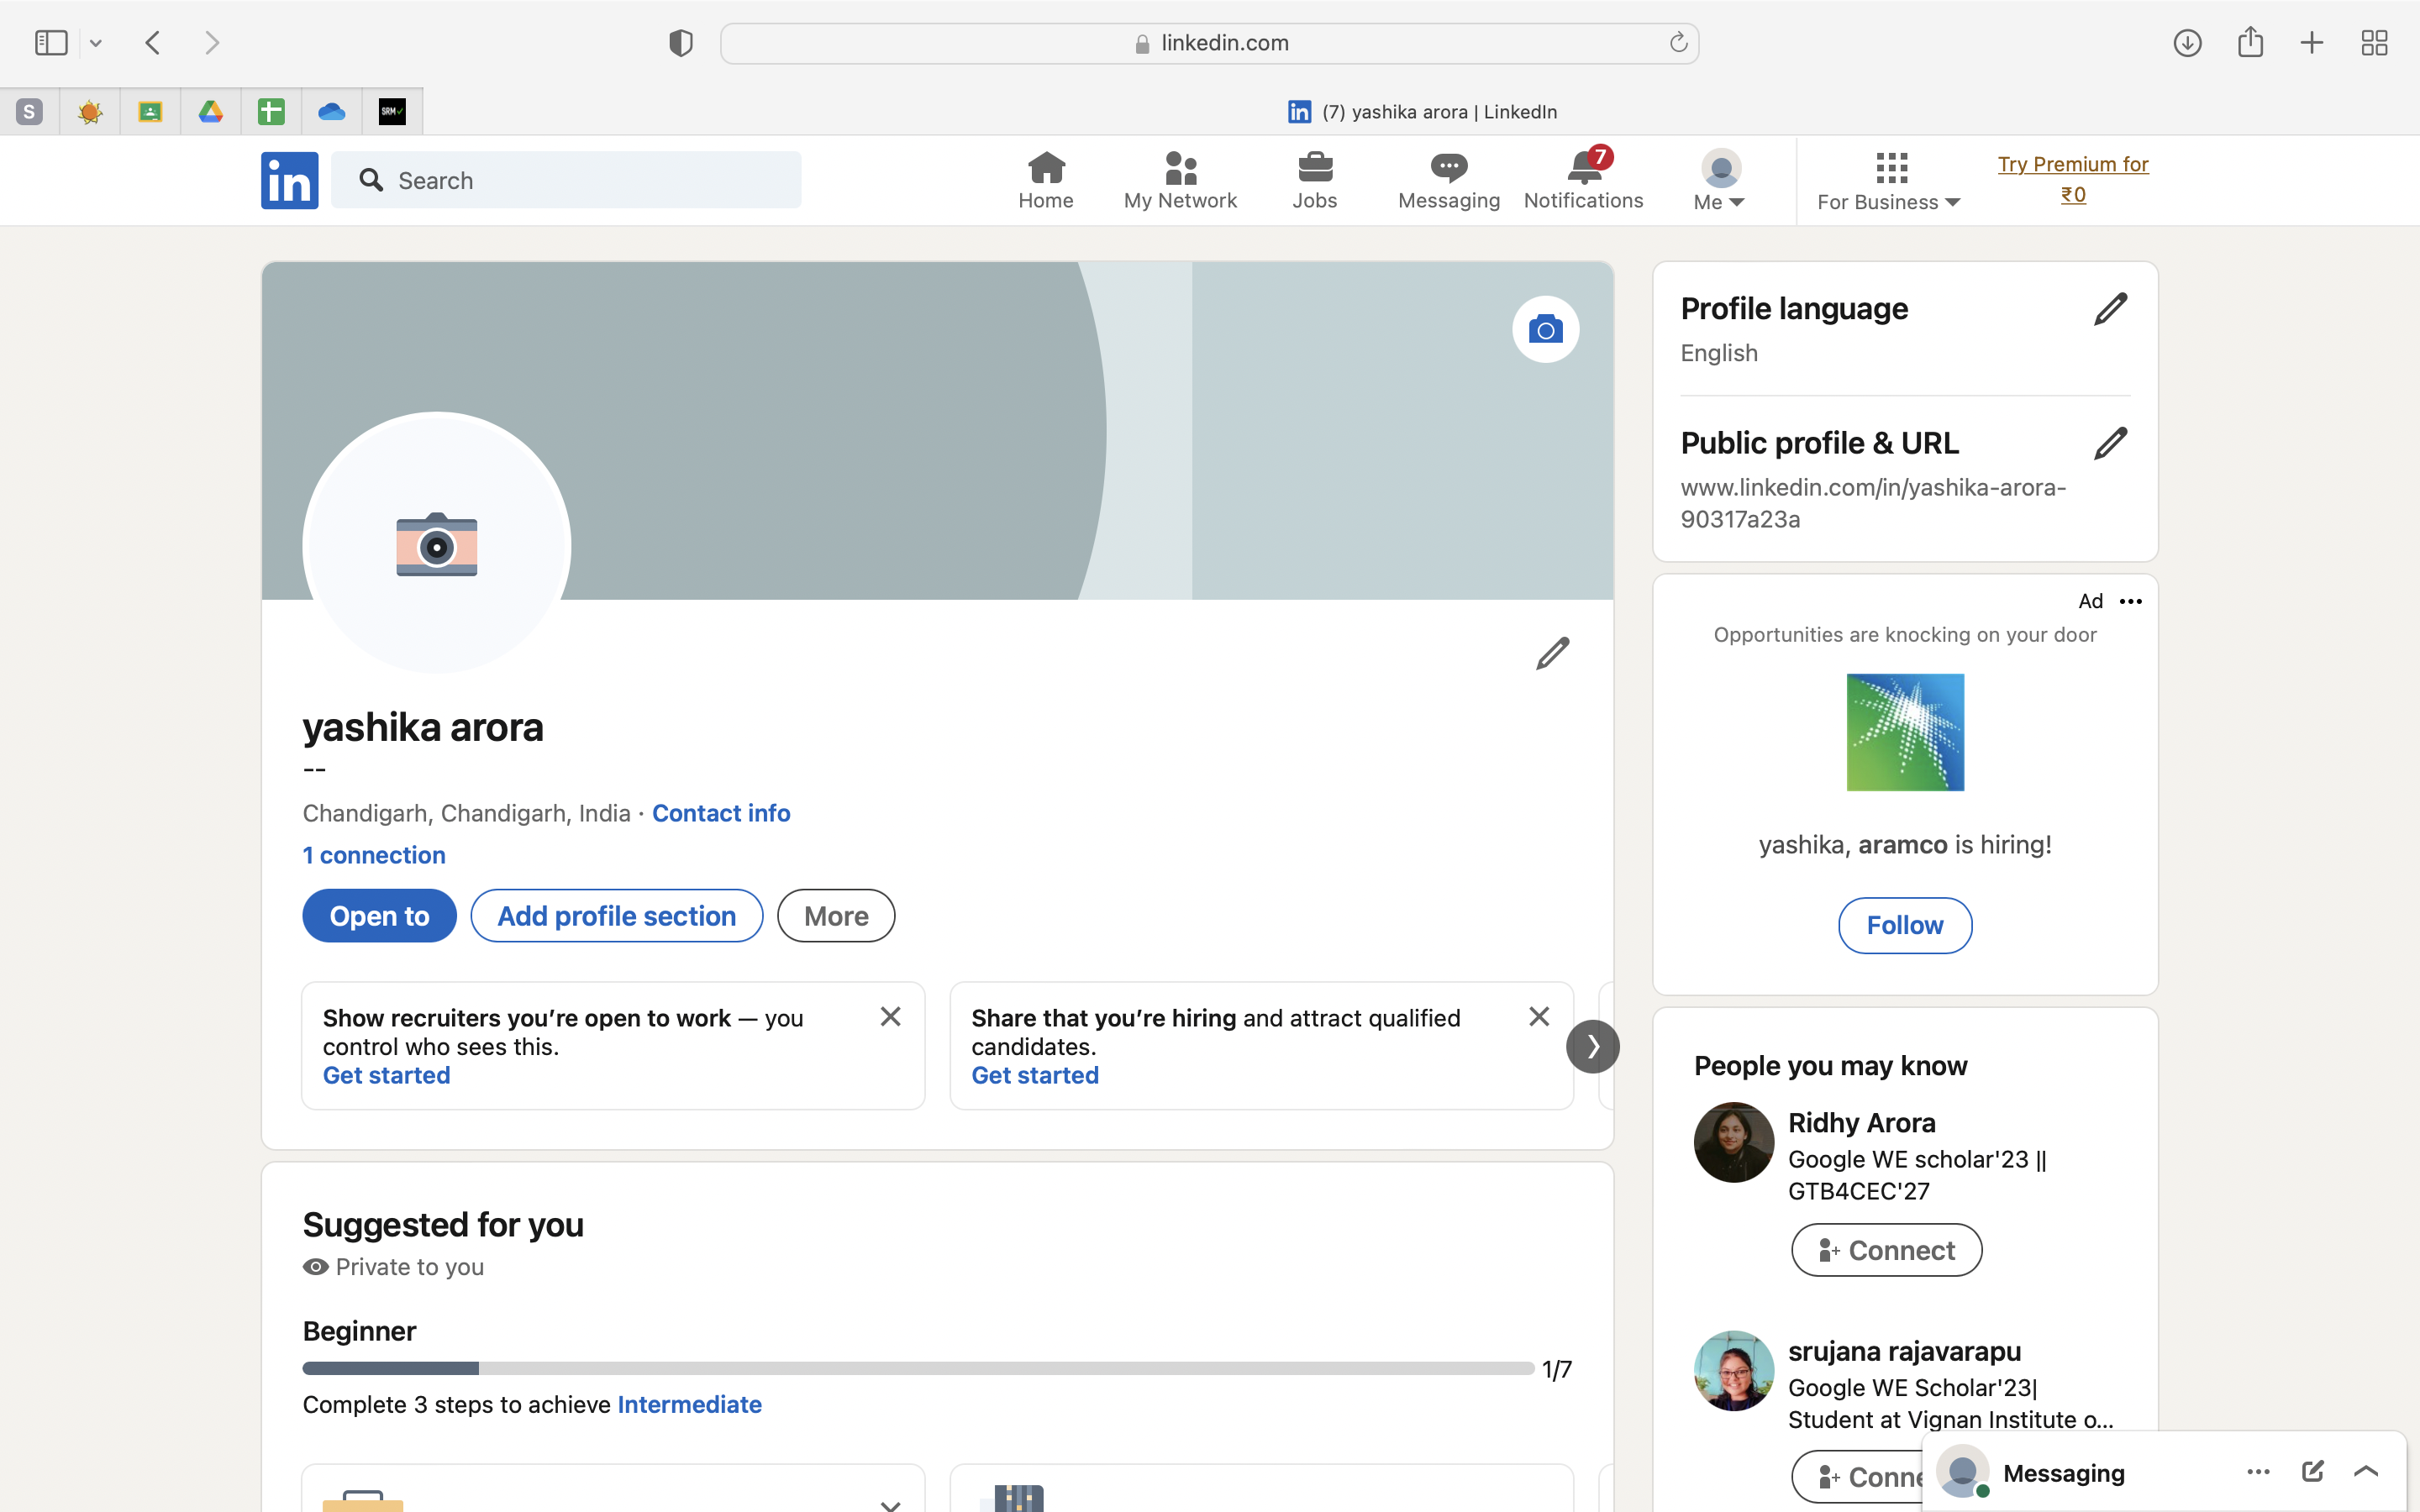 linkedin.com
S
SRM
(7) yashika arora | LinkedIn
in
Search
Home
My Network
Jobs
Messaging
7
Notifications
Me
For Business
Try Premium for
₹0
yashika arora
--
Chandigarh, Chandigarh, India · Contact info
1 connection
Open to
Add profile section
More
Show recruiters you’re open to work — you
control who sees this.
Get started
Share that you’re hiring and attract qualified
candidates.
Get started
Suggested for you
Private to you
Beginner
1/7
Complete 3 steps to achieve Intermediate
Profile language
English
Public profile & URL
www.linkedin.com/in/yashika-arora-
90317a23a
Ad
Opportunities are knocking on your door
yashika, aramco is hiring!
Follow
People you may know
Ridhy Arora
Google WE scholar'23 ||
GTB4CEC'27
Connect
srujana rajavarapu
Google WE Scholar'23|
Student at Vignan Institute o...
Conne
Messaging